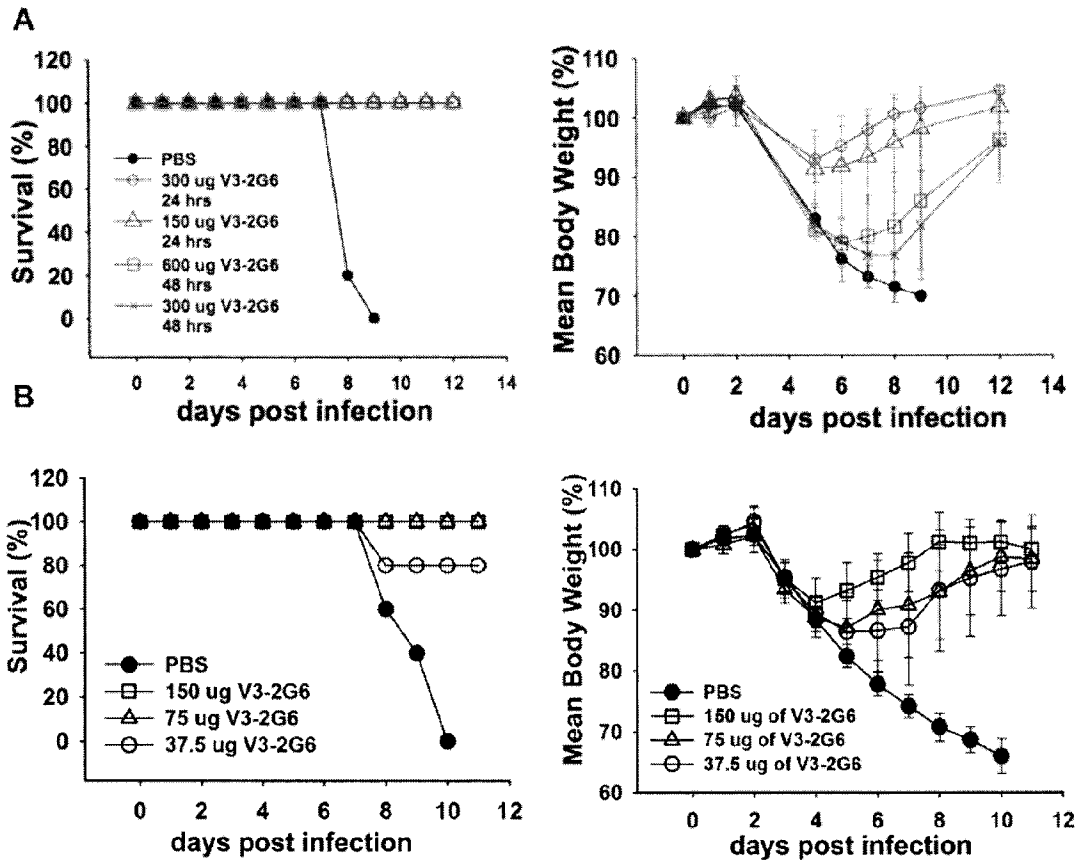 A
Survival (%)
120
100
80
60
40
20
0
PBS
300 ug V3-2G6
24 hrs
150 ug V3-2G6
24 hrs
600 ug V3-2G6
48 hrs
300 ug V3-2G6
48 hrs
0 2 4 6 8 10 12 14
days post infection
Mean Body Weight (%)
110
100
90
80
70
60
0 2 4 6 8 10 12 14
days post infection
B
Survival (%)
120
100
80
60
40
20
0
PBS
150 ug V3-2G6
75 ug V3-2G6
37.5 ug V3-2G6
0 2 4 6 8 10 12
days post infection
Mean Body Weight (%)
110
100
90
80
70
60
PBS
150 ug of V3-2G6
75 ug of V3-2G6
37.5 ug of V3-2G6
0 2 4 6 8 10 12
days post infection